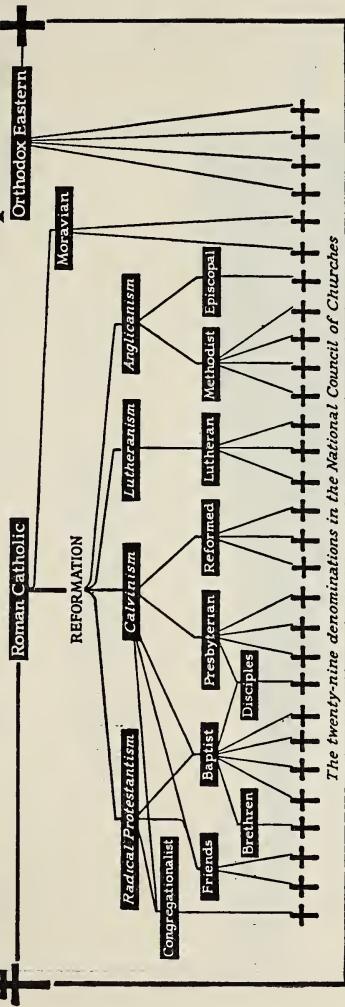 Roman Catholic
Orthodox Eastern
Moravian
REFORMATION
Radical Protestantism
Calvinism
Lutheranism
Anglicanism
Congregationalist
Friends
Baptist
Presbyterian
Reformed
Lutheran
Methodist
Episcopal
Brethren
Disciples
The twenty-nine denominations in the National Council of Churches